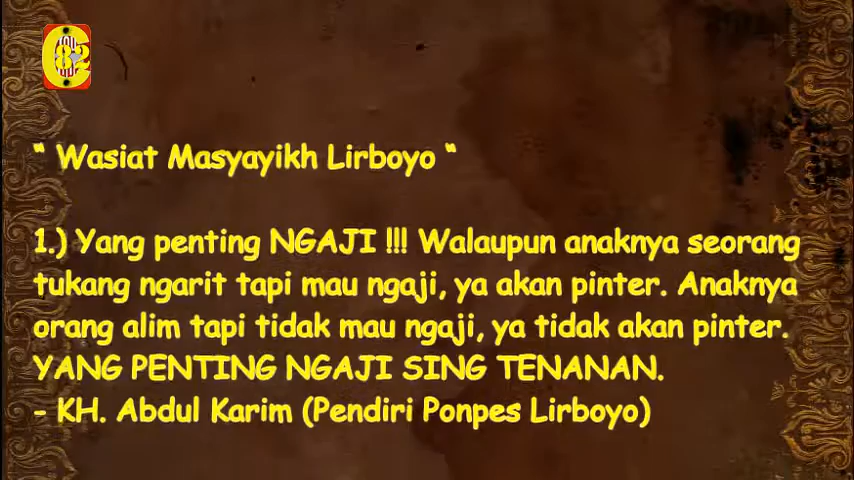 “ Wasiat Masyayikh Lirboyo “
1.) Yang penting NGAJI !!! Walaupun anaknya seorang
tukang ngarit tapi mau ngaji, ya akan pinter. Anaknya
orang alim tapi tidak mau ngaji, ya tidak akan pinter.
YANG PENTING NGAJI SING TENANAN.
- KH. Abdul Karim (Pendiri Ponpes Lirboyo)